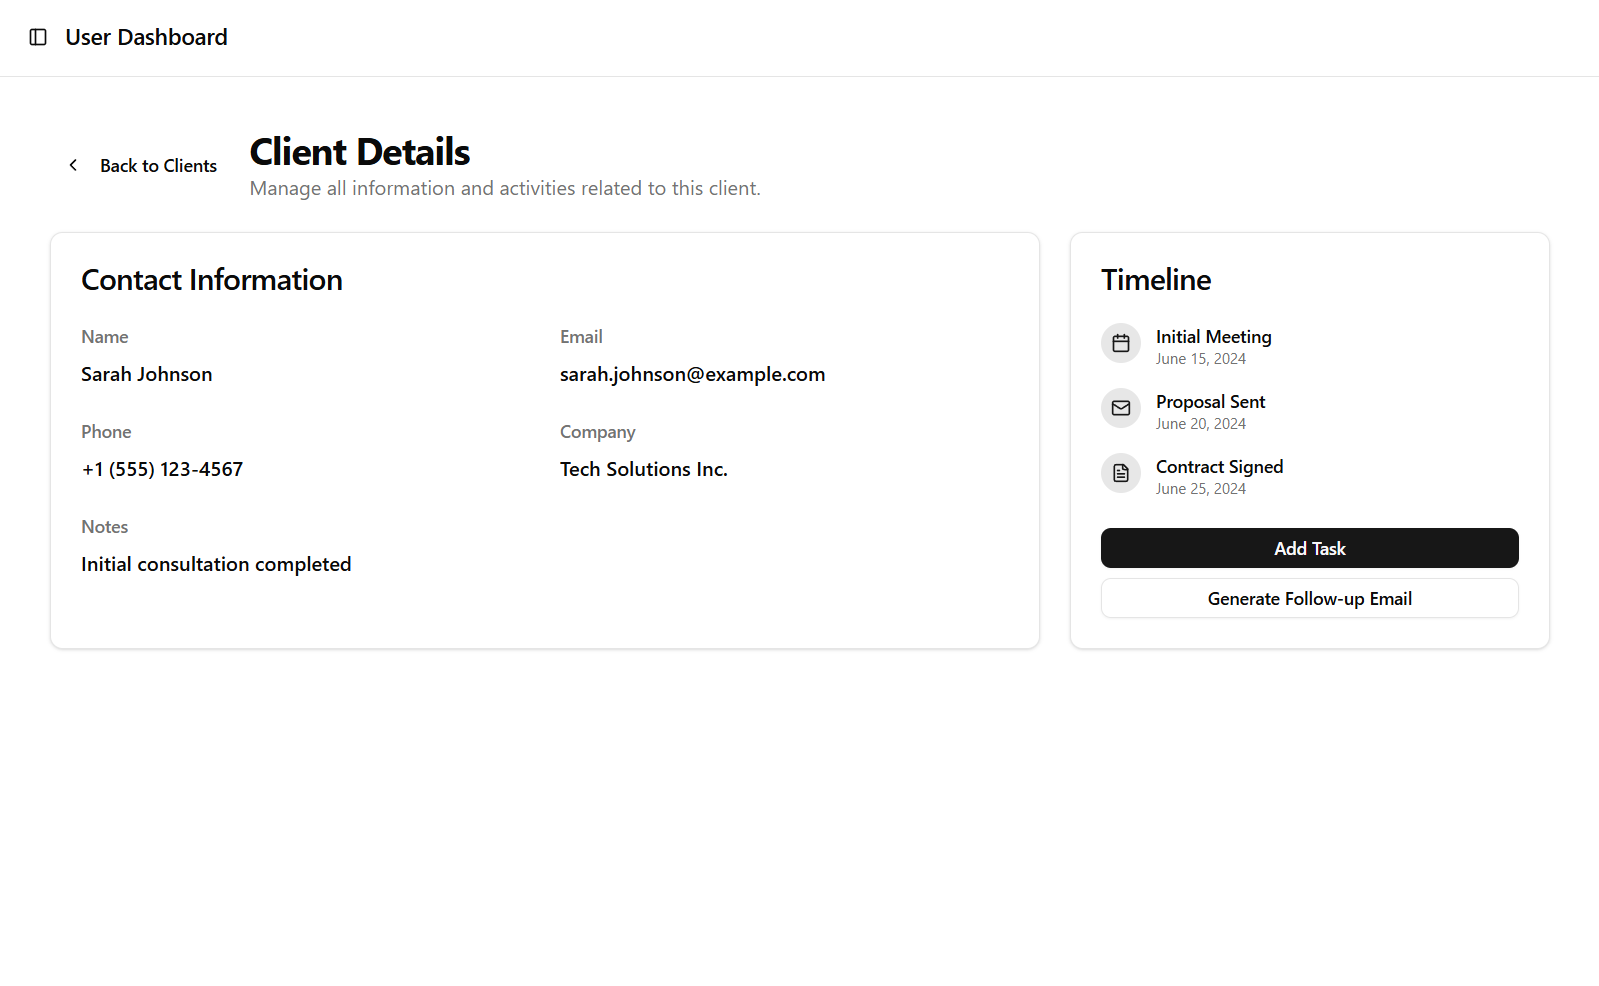 User Dashboard
Back to Clients
Client Details
Manage all information and activities related to this client.
Contact Information
Name
Sarah Johnson
Email
sarah.johnson@example.com
Phone
+1 (555) 123-4567
Company
Tech Solutions Inc.
Notes
Initial consultation completed
Timeline
Initial Meeting
June 15, 2024
Proposal Sent
June 20, 2024
Contract Signed
June 25, 2024
Add Task
Generate Follow-up Email